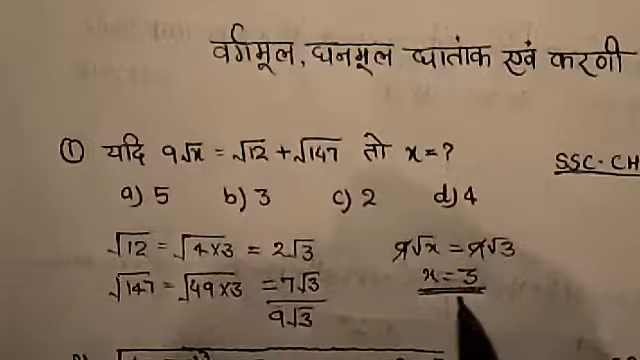 वर्गमूल, घनमूल घातांक एवं करणी
① यदि 9√x = √12 + √147 तो x = ?
SSC-CH
a) 5 b) 3 c) 2 d) 4
√12 = √4×3 = 2√3 9√x = 9√3
√147 = √49×3 = 7√3 x = 3
9√3